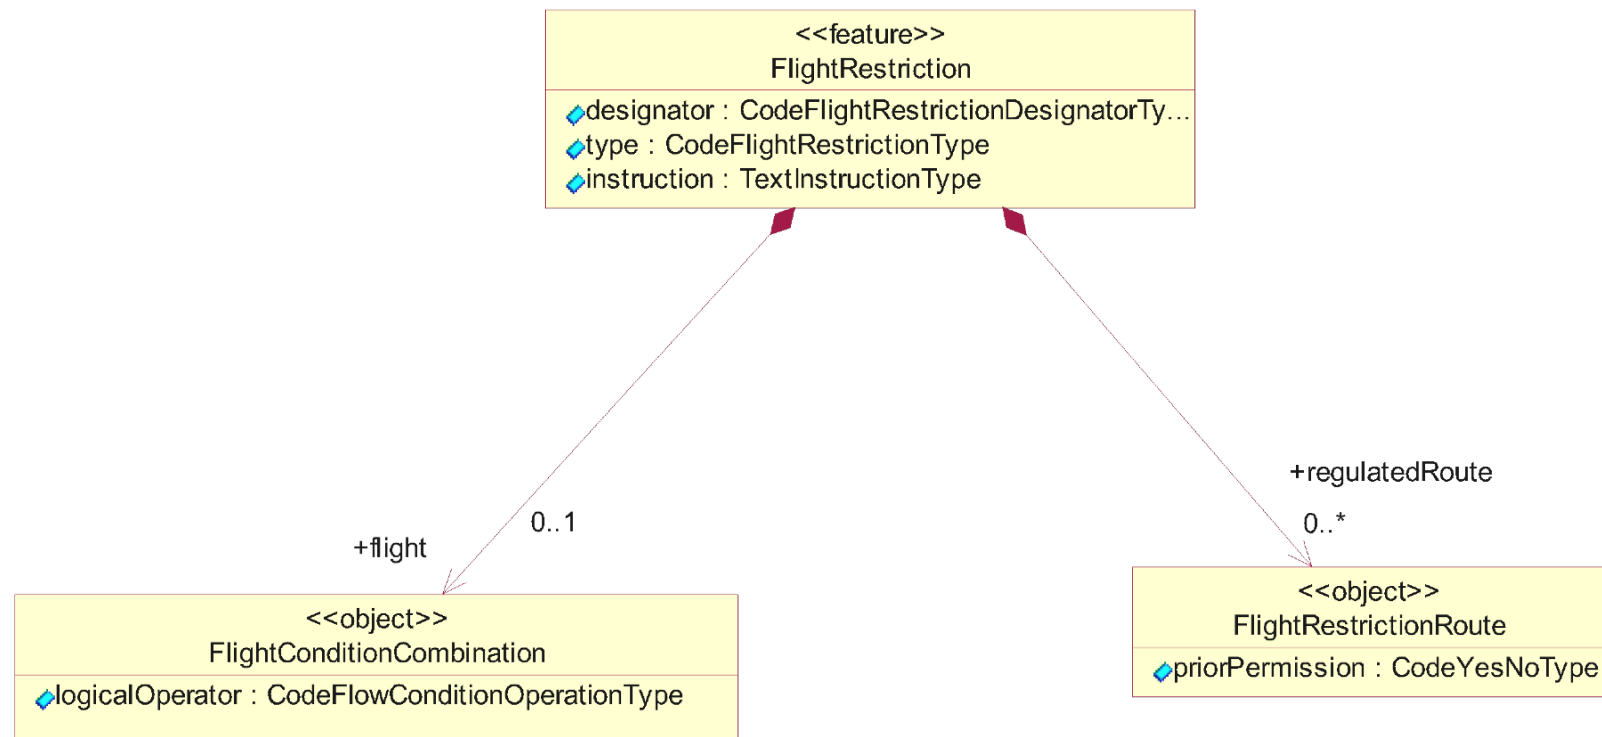 <<feature>>
FlightRestriction
designator : CodeFlightRestrictionDesignatorTy...
type : CodeFlightRestrictionType
instruction : TextInstructionType
+regulatedRoute
0..1
0..*
+flight
<<object>>
FlightConditionCombination
logicalOperator : CodeFlowConditionOperationType
<<object>>
FlightRestrictionRoute
priorPermission : CodeYesNoType